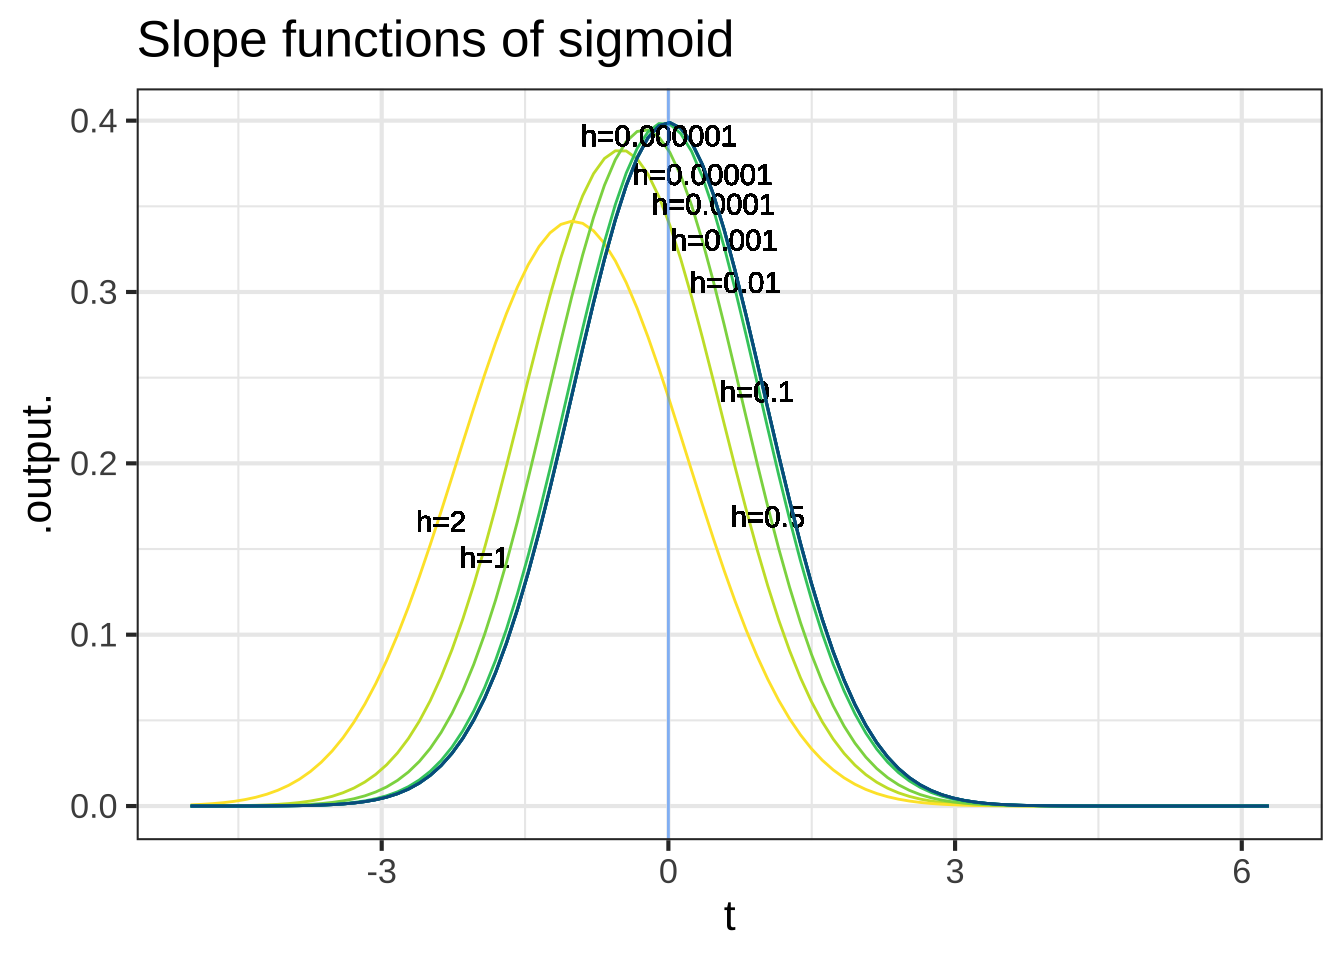 Slope functions of sigmoid
0.4
h=0.000001
h=0.00001
h=0.0001
h=0.001
h=0.01
0.3
h=0.1
0.2
h=0.5
h=2
h=1
0.1
0.0
.output.
-3
0
3
6
t